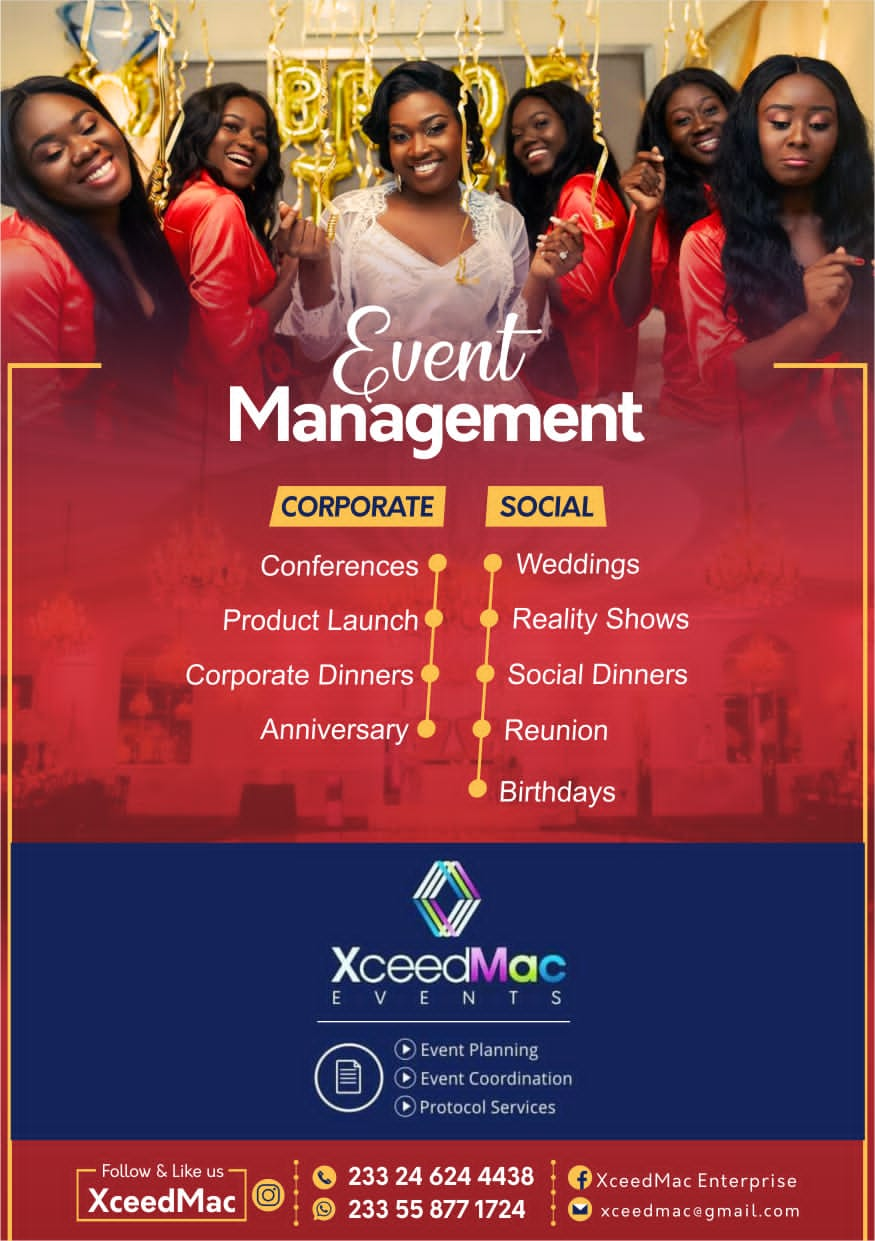 Event
Management
CORPORATE
Conferences
Product Launch
Corporate Dinners
Anniversary
SOCIAL
Weddings
Reality Shows
Social Dinners
Reunion
Birthdays
XceedMac
EVENTS
Event Planning
Event Coordination
Protocol Services
Follow & Like us
XceedMac
233 24 624 4438
233 55 877 1724
XceedMac Enterprise
xceedmac@gmail.com